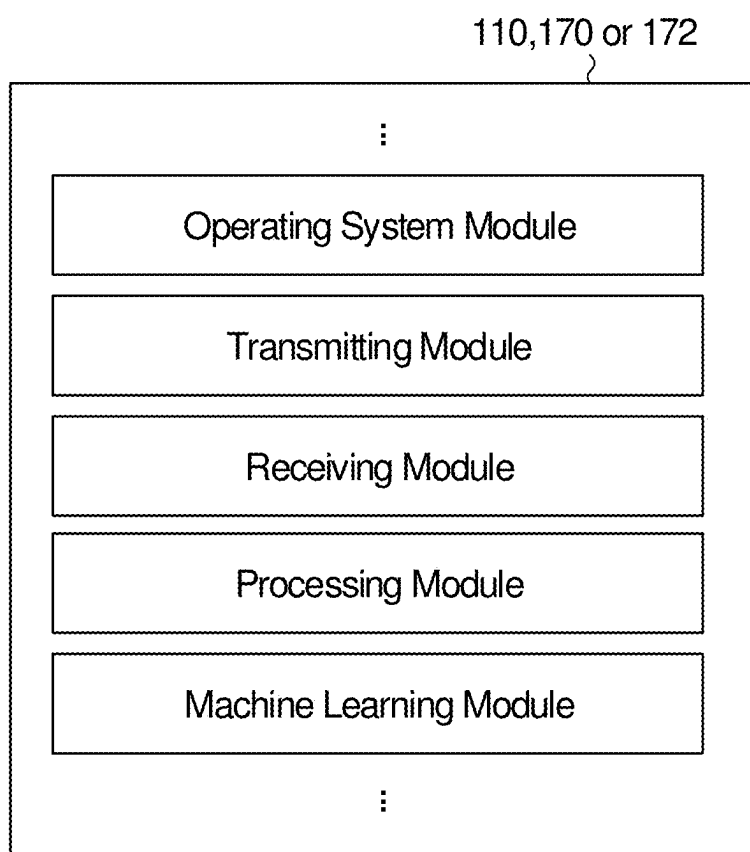 110,170 or 172
⋮
Operating System Module
Transmitting Module
Receiving Module
Processing Module
Machine Learning Module
⋮